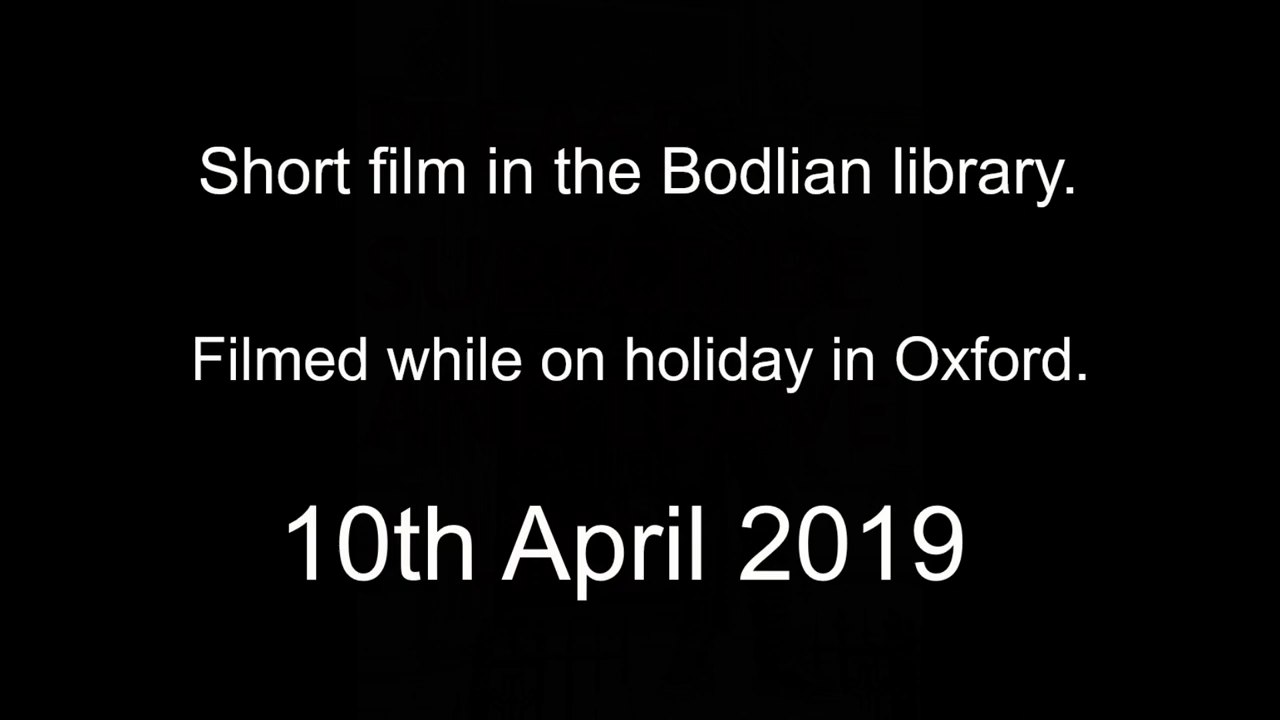 Short film in the Bodlian library.
Filmed while on holiday in Oxford.
10th April 2019